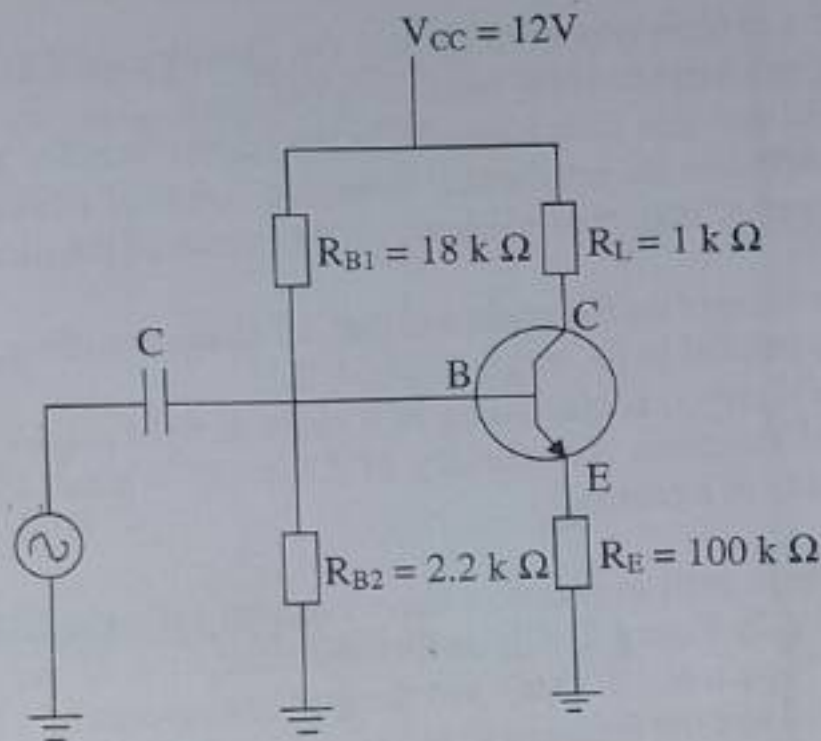 V_CC = 12V
R_B1 = 18 k Ω
R_L = 1 k Ω
C
C
B
E
R_B2 = 2.2 k Ω
R_E = 100 k Ω